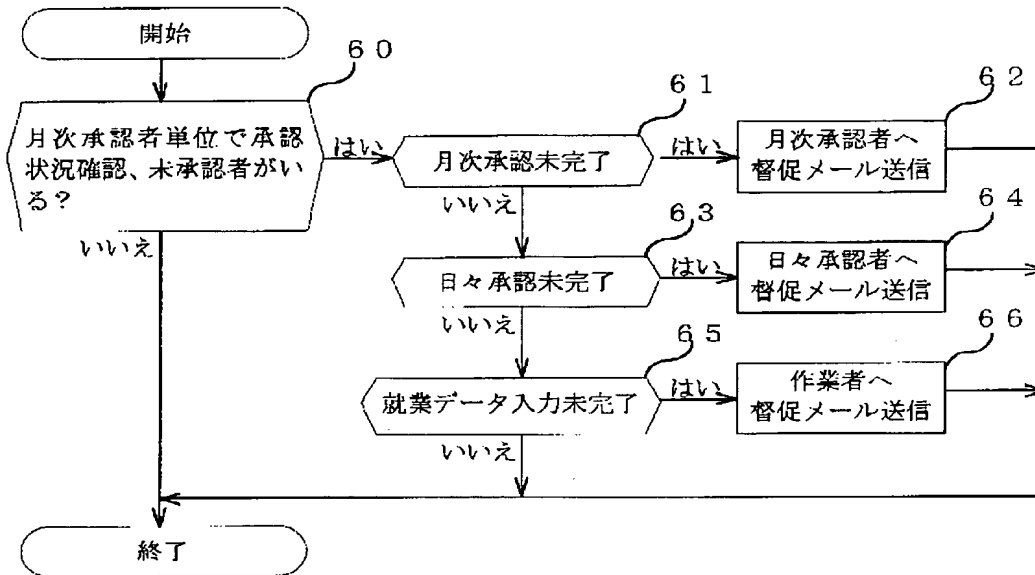 開始
６０
月次承認者単位で承認
状況確認、未承認者がい
る？
はい
いいえ
６１
月次承認未完了
はい
いいえ
６２
月次承認者へ
督促メール送信
６３
日々承認未完了
はい
いいえ
６４
日々承認者へ
督促メール送信
６５
就業データ入力未完了
はい
いいえ
６６
作業者へ
督促メール送信
終了